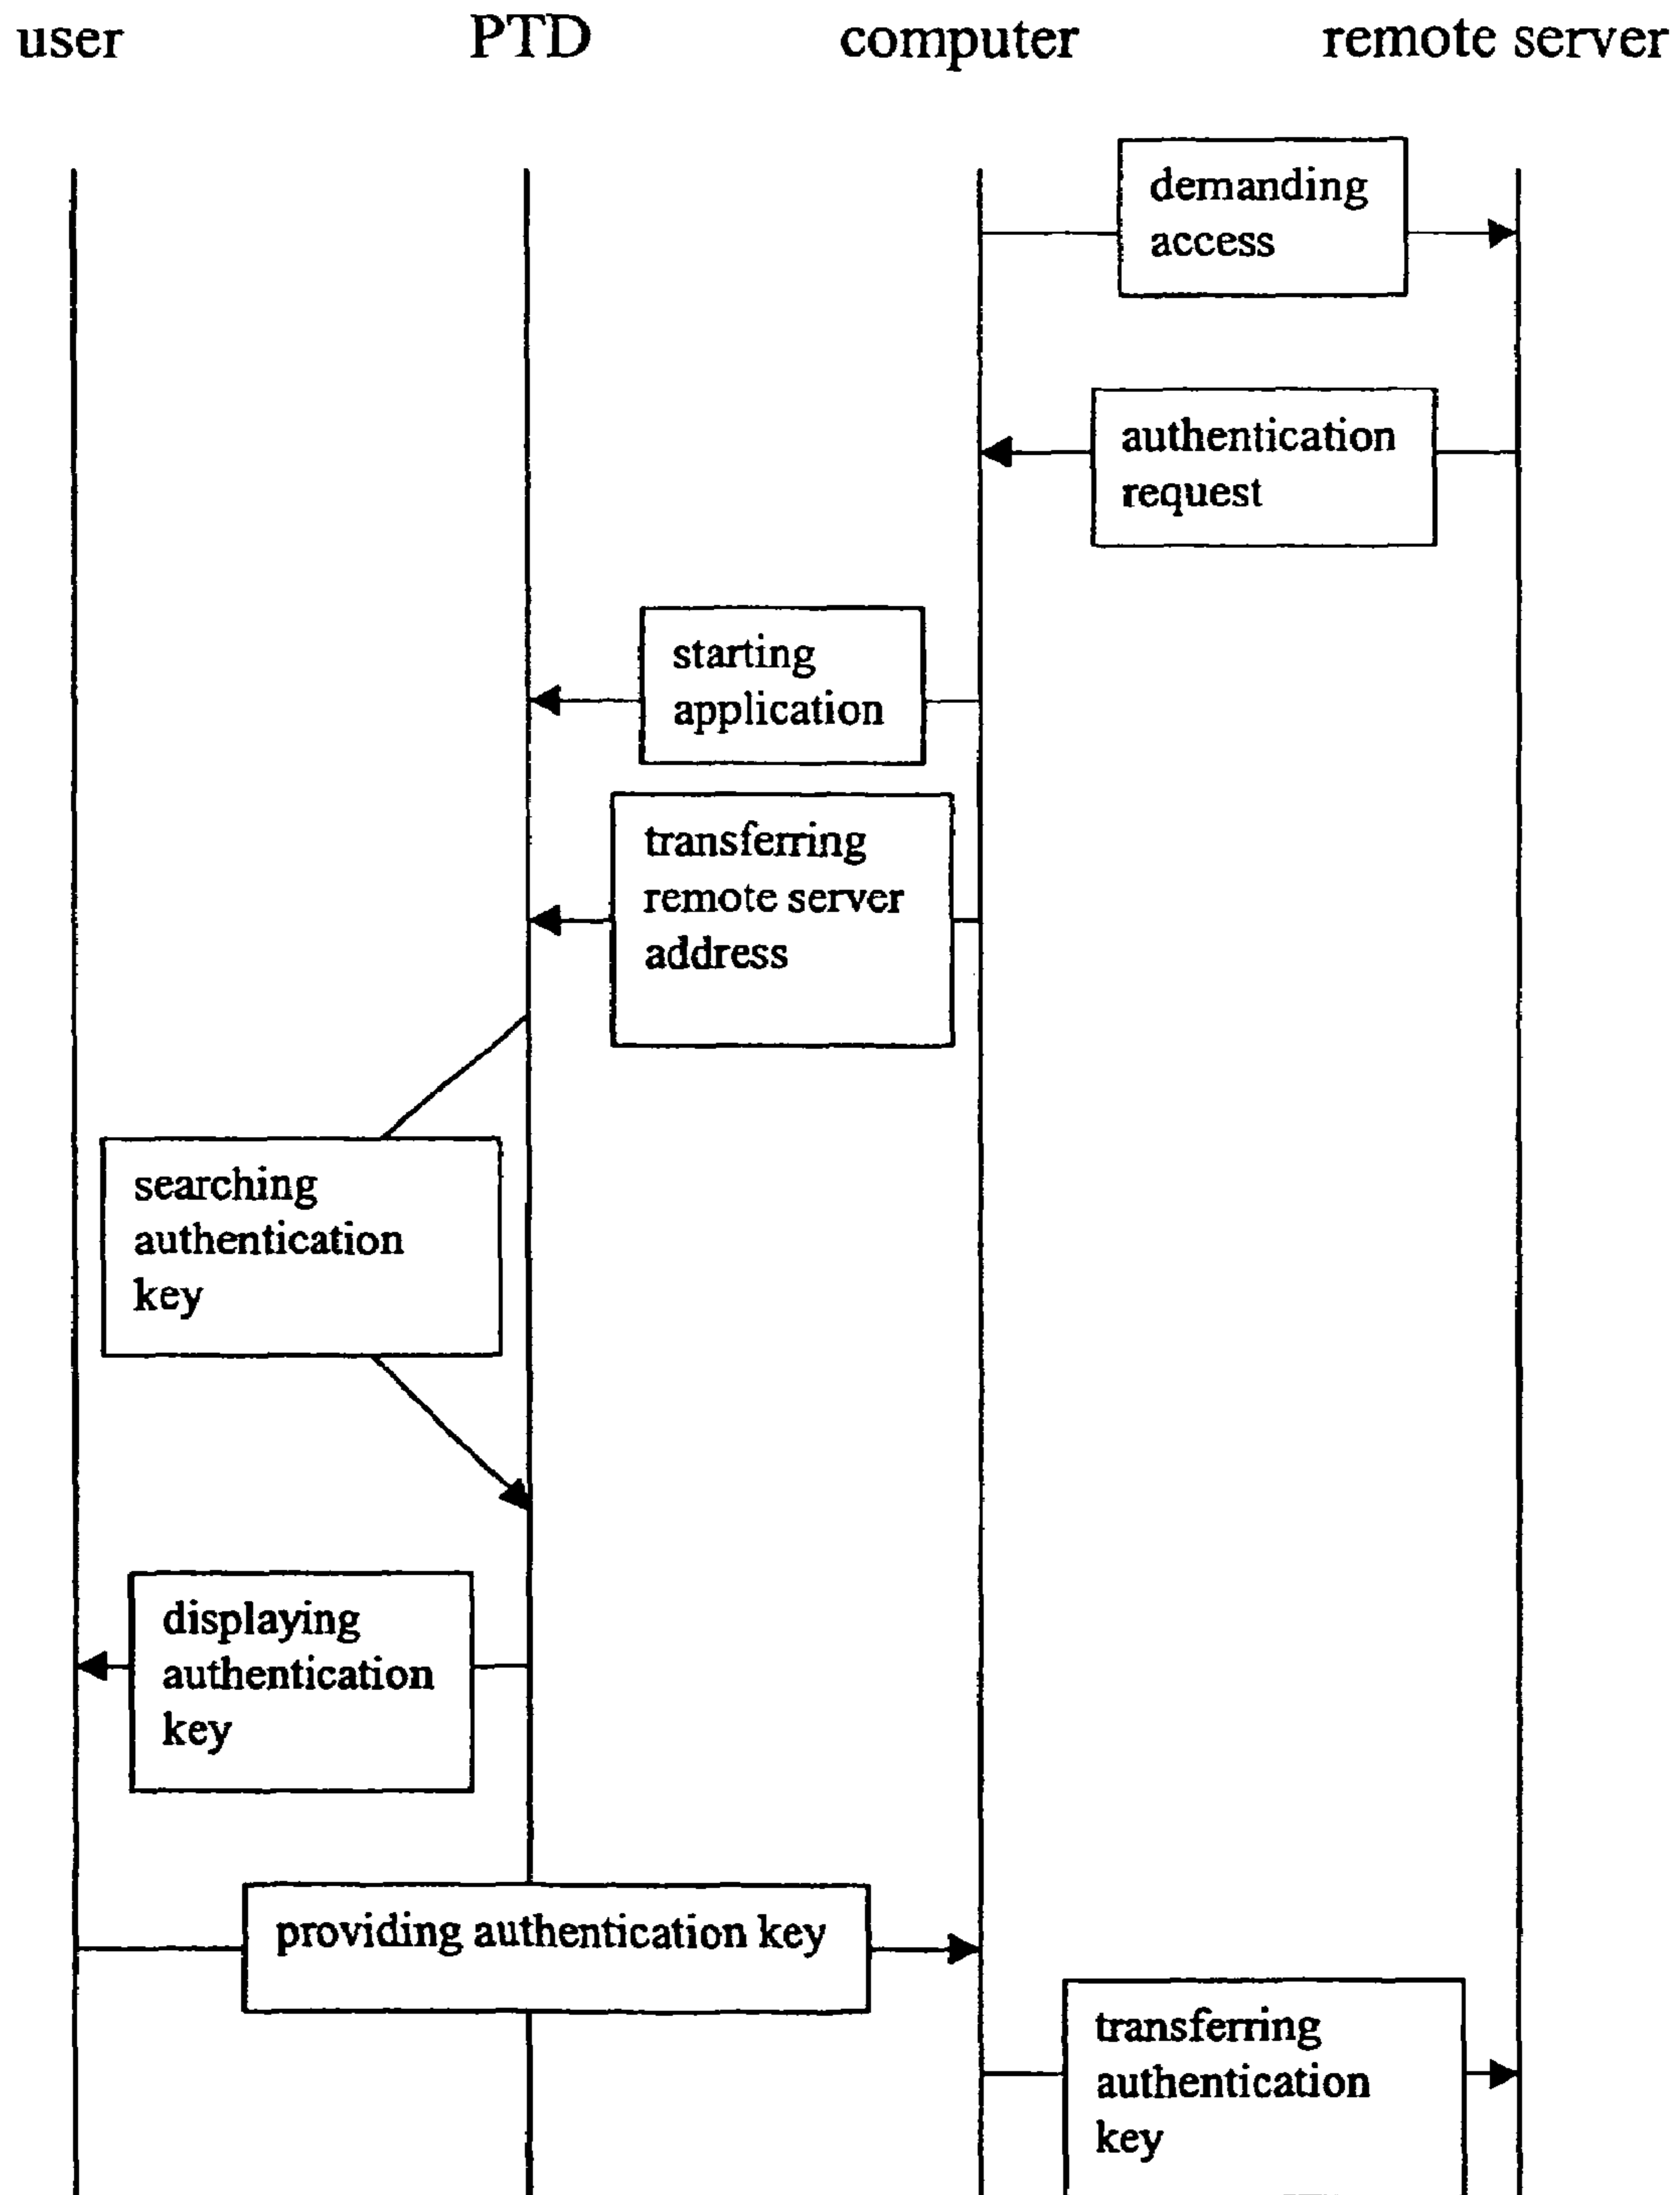 user PTD computer remote server
demanding
access
authentication
request
starting
application
transferring
remote server
address
searching
authentication
key
displaying
authentication
key
providing authentication key
transferring
authentication
key